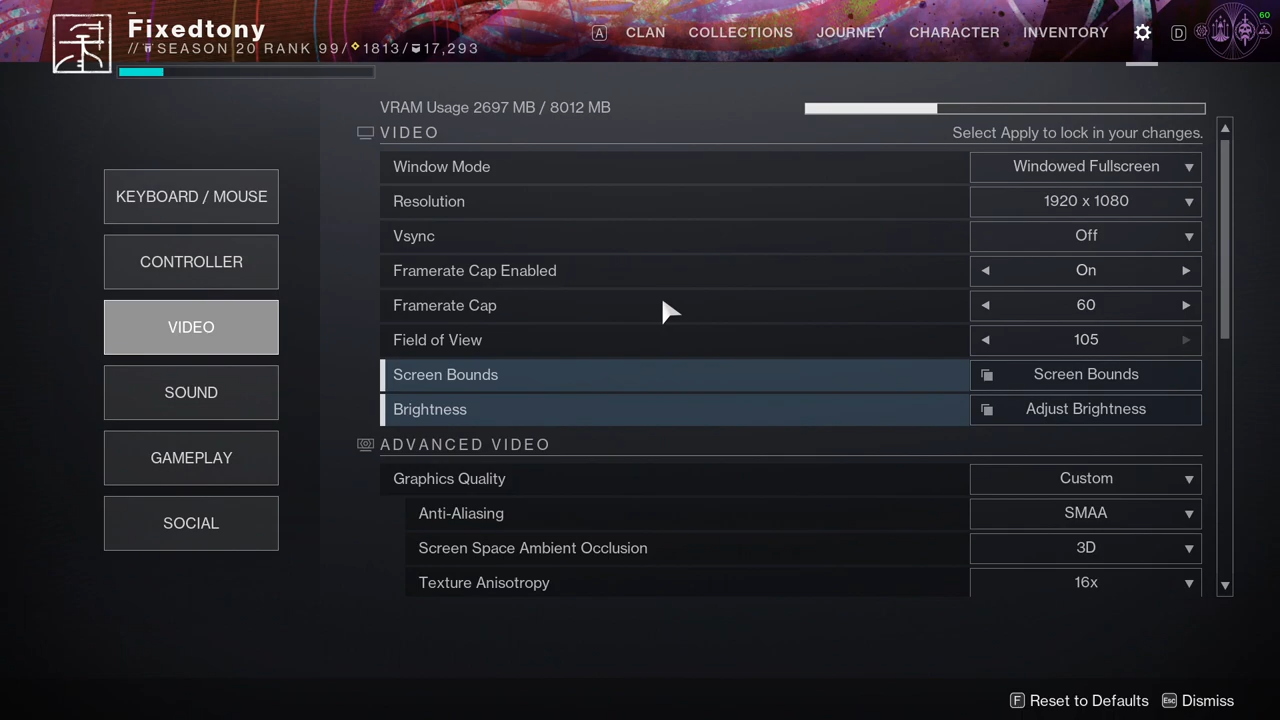 Fixedtony
// SEASON 20 RANK 99/ 1813/ 17,293
A CLAN COLLECTIONS JOURNEY CHARACTER INVENTORY D
60
VRAM Usage 2697 MB / 8012 MB
VIDEO Select Apply to lock in your changes.
Window Mode Windowed Fullscreen
Resolution 1920 x 1080
Vsync Off
Framerate Cap Enabled On
Framerate Cap 60
Field of View 105
Screen Bounds Screen Bounds
Brightness Adjust Brightness
ADVANCED VIDEO
Graphics Quality Custom
Anti-Aliasing SMAA
Screen Space Ambient Occlusion 3D
Texture Anisotropy 16x
KEYBOARD / MOUSE
CONTROLLER
VIDEO
SOUND
GAMEPLAY
SOCIAL
F Reset to Defaults Esc Dismiss